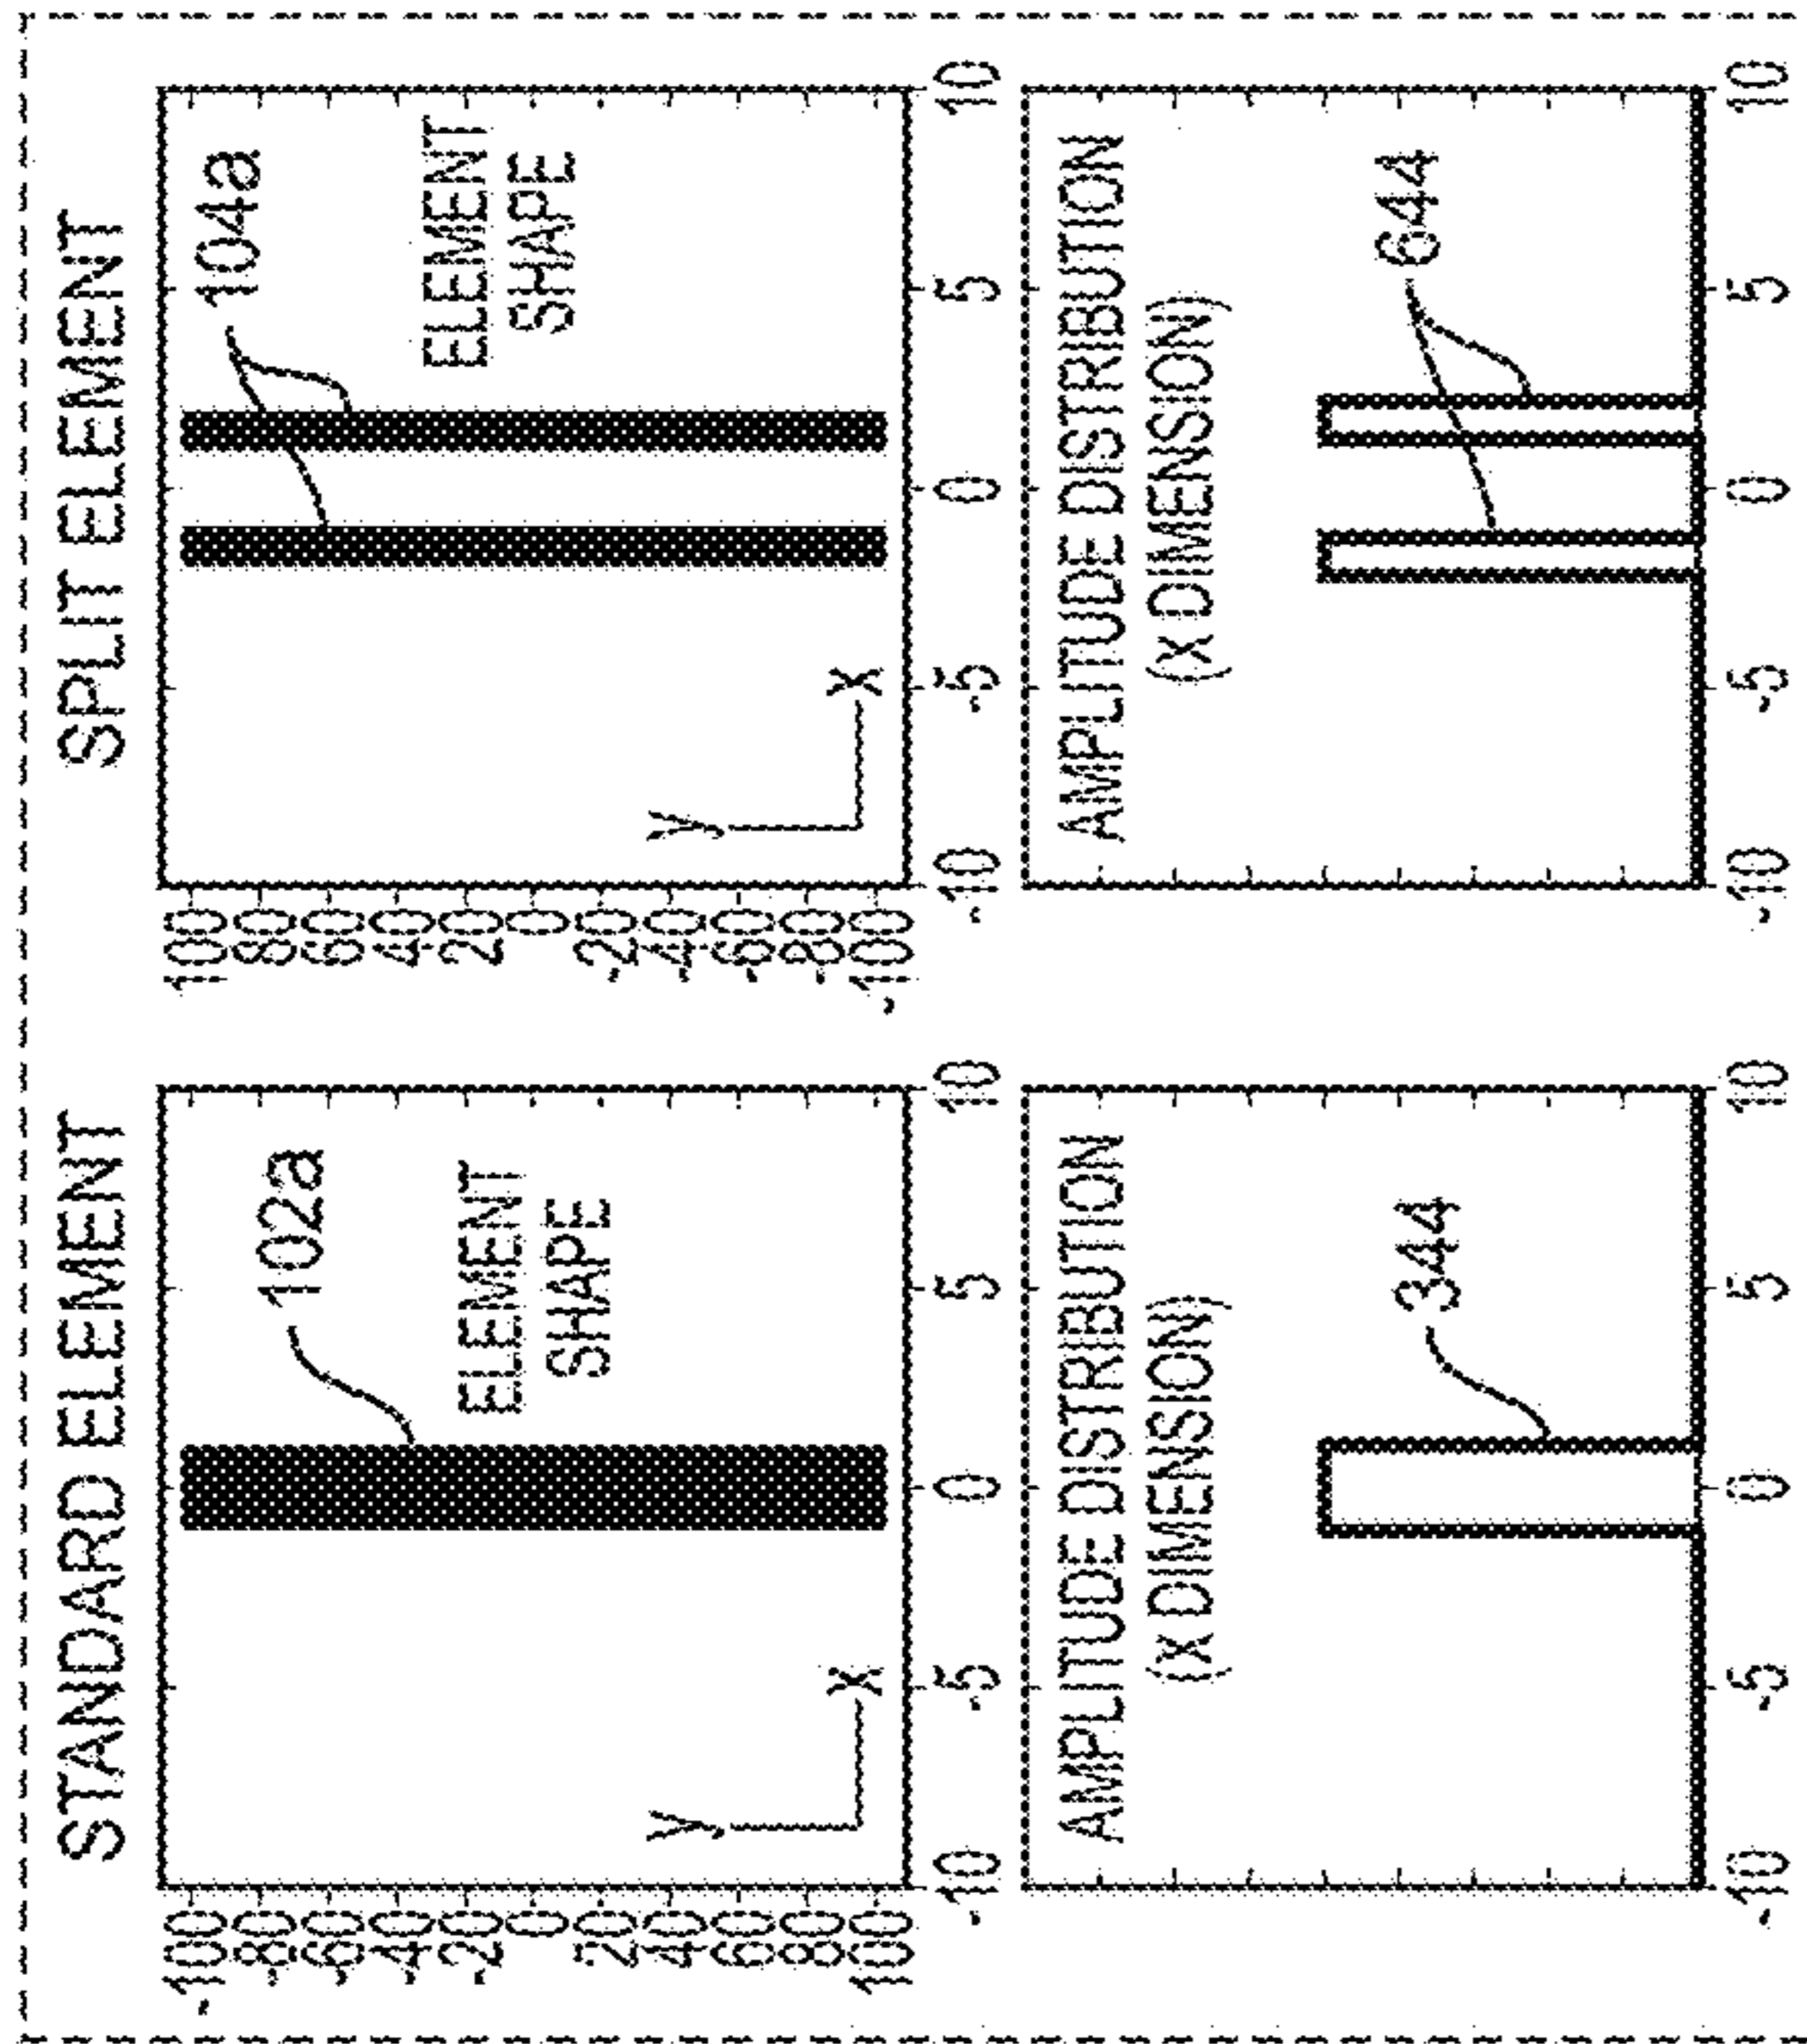 STANDARD ELEMENT
-100
-80
-60
-40
-20
0
20
40
60
80
100
102a
ELEMENT
SHAPE
y
x
-10 -5 0 5 10
AMPLITUDE DISTRIBUTION
(x DIMENSION)
344
-10 -5 0 5 10
SPLIT ELEMENT
100
80
60
40
20
0
-20
-40
-60
-80
-100
104a
ELEMENT
SHAPE
y
x
-10 -5 0 5 10
AMPLITUDE DISTRIBUTION
(x DIMENSION)
644
-10 -5 0 5 10